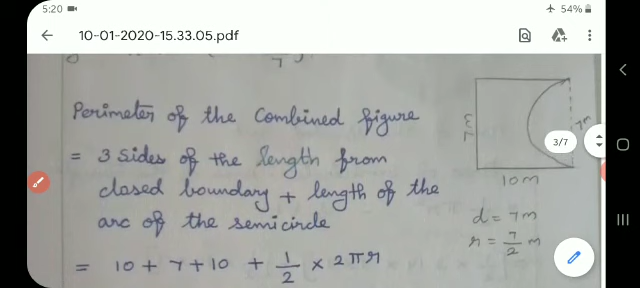 5:20
54%
10-01-2020-15.33.05.pdf
7
Perimeter of the Combined figure
= 3 sides of the length from
closed boundary + length of the
arc of the semicircle
= 10 + 7 + 10 + 1/2 × 2πr
7m
7m
3/7
10m
d = 7m
r = 7/2 m